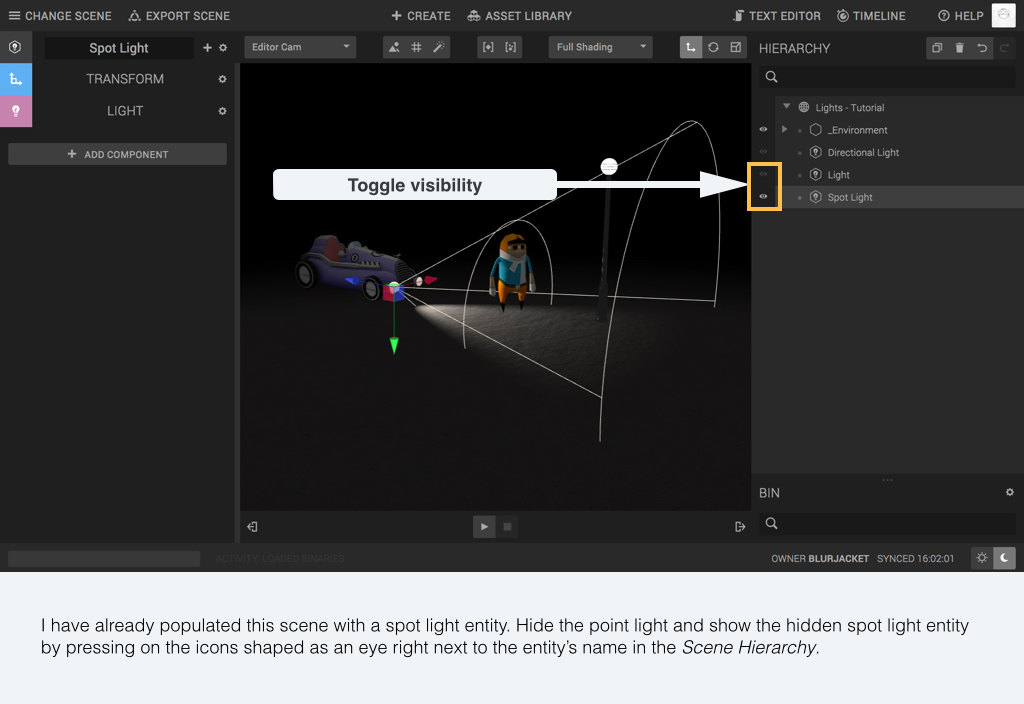 CHANGE SCENE EXPORT SCENE CREATE ASSET LIBRARY TEXT EDITOR TIMELINE HELP
Spot Light Editor Cam Full Shading HIERARCHY
TRANSFORM
LIGHT
ADD COMPONENT
Lights - Tutorial
_Environment
Directional Light
Light
Spot Light
Toggle visibility
BIN
ACTIVITY: LOADED BINARIES
OWNER BLURJACKET SYNCED 16:02:01
I have already populated this scene with a spot light entity. Hide the point light and show the hidden spot light entity
by pressing on the icons shaped as an eye right next to the entity’s name in the Scene Hierarchy.